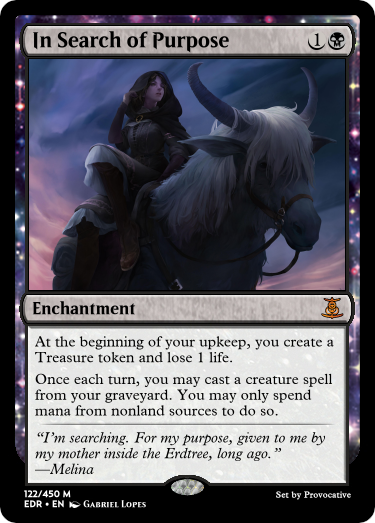 In Search of Purpose 1
Enchantment
At the beginning of your upkeep, you create a
Treasure token and lose 1 life.
Once each turn, you may cast a creature spell
from your graveyard. You may only spend
mana from nonland sources to do so.
“I’m searching. For my purpose, given to me by
my mother inside the Erdtree, long ago.”
—Melina
122/450 M
EDR • EN Gabriel Lopes
Set by Provocative